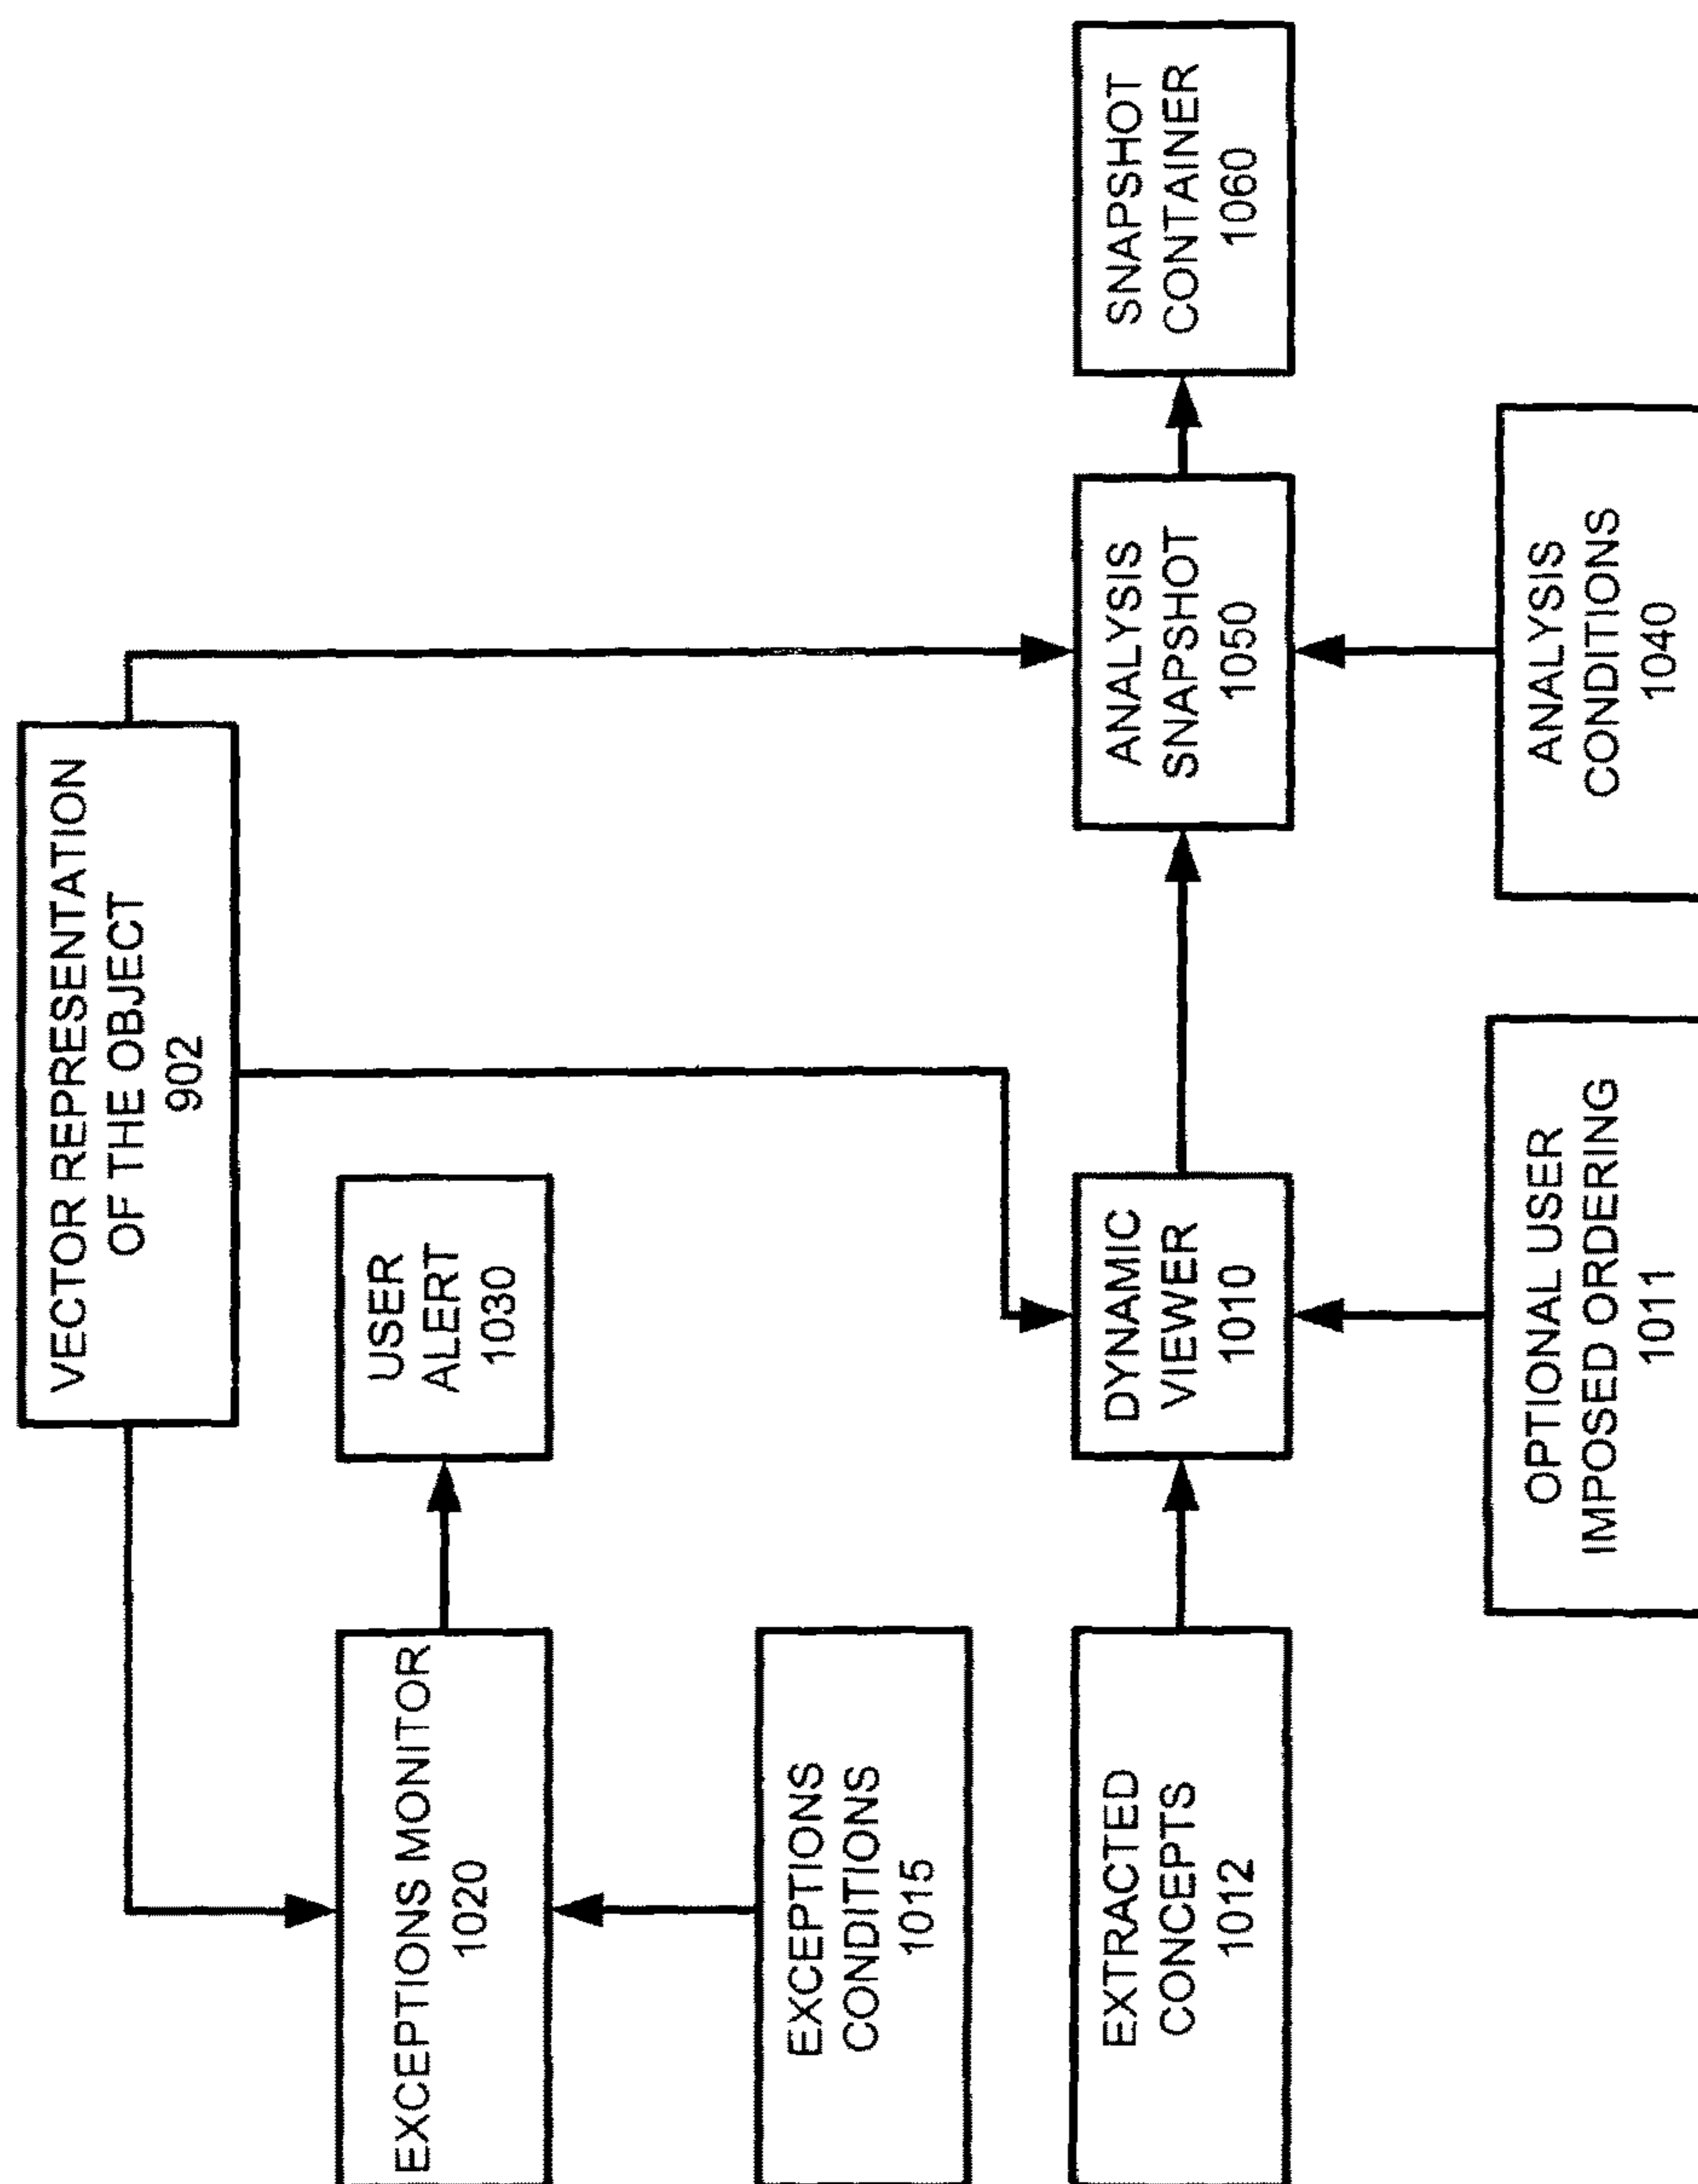 VECTOR REPRESENTATION
OF THE OBJECT
902
EXCEPTIONS MONITOR
1020
USER
ALERT
1030
EXCEPTIONS
CONDITIONS
1015
EXTRACTED
CONCEPTS
1012
DYNAMIC
VIEWER
1010
ANALYSIS
SNAPSHOT
1050
SNAPSHOT
CONTAINER
1060
OPTIONAL USER
IMPOSED ORDERING
1011
ANALYSIS
CONDITIONS
1040